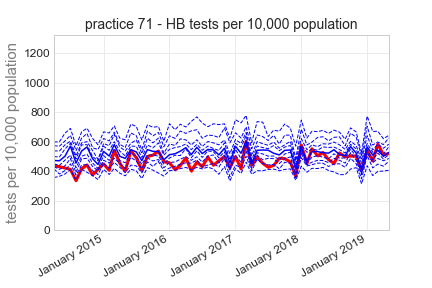 practice 71 - HB tests per 10,000 population
tests per 10,000 population
1200
1000
800
600
400
200
0
January 2015
January 2016
January 2017
January 2018
January 2019